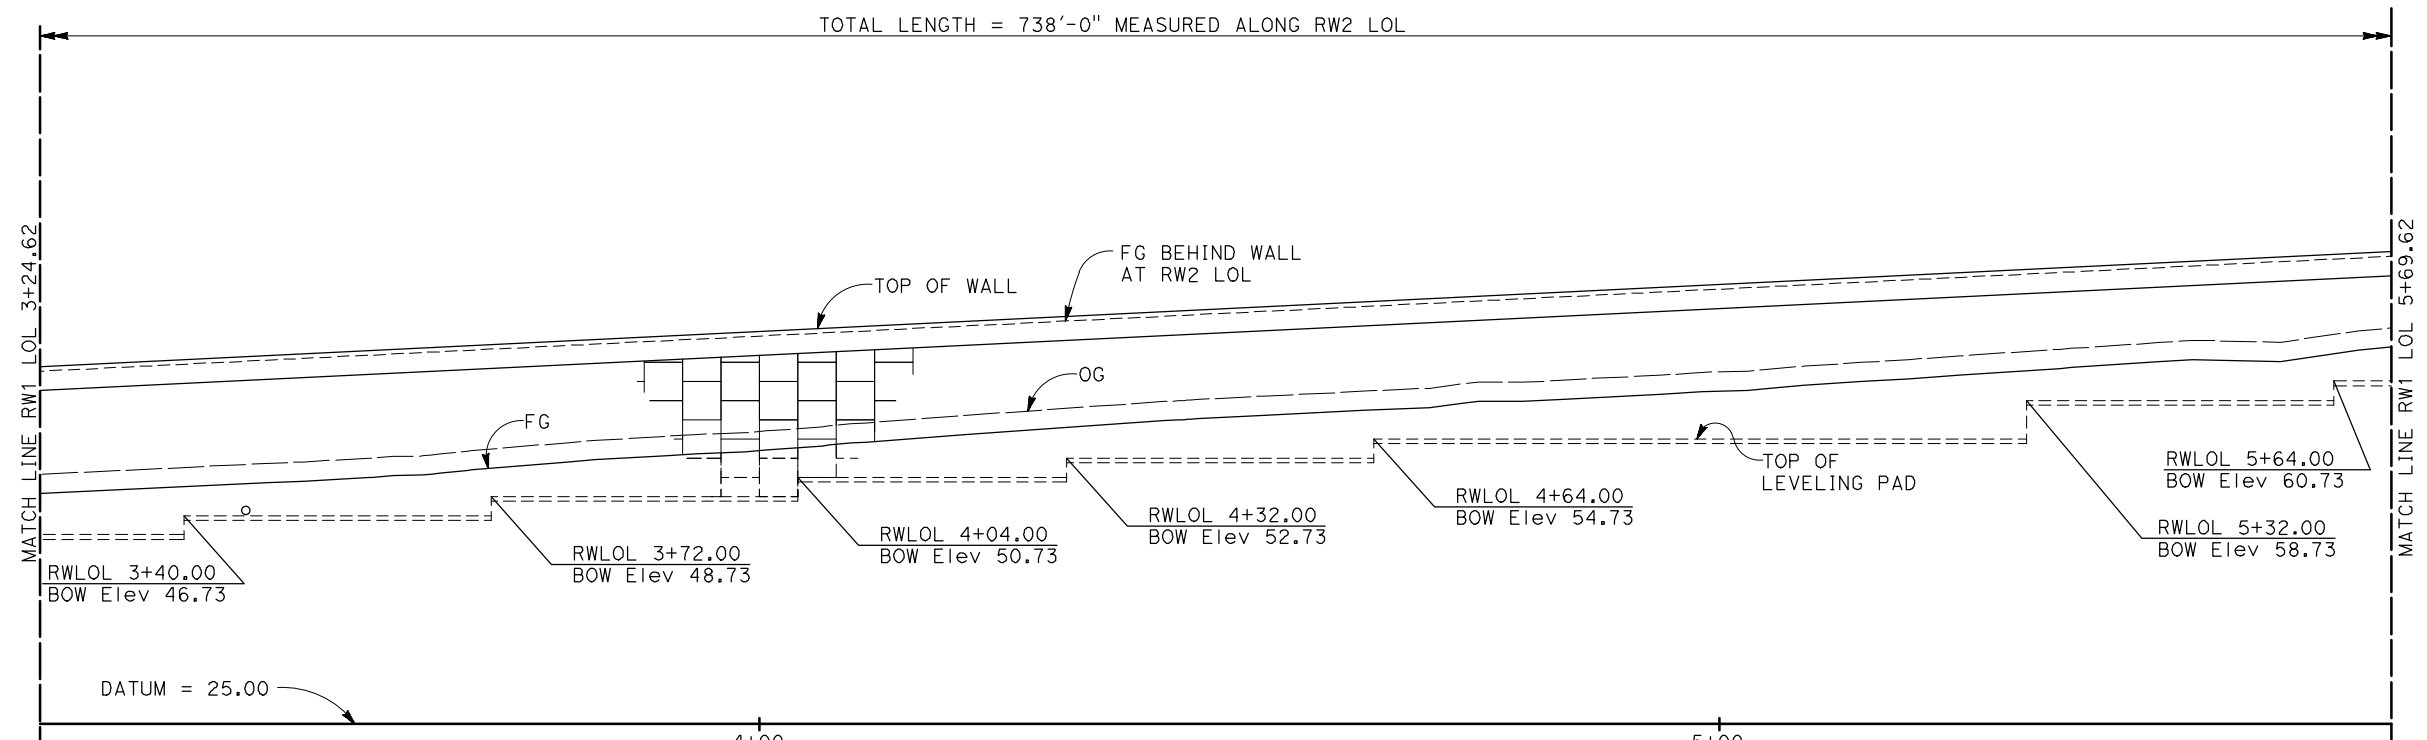 TOTAL LENGTH = 738'-0" MEASURED ALONG RW2 LOL
MATCH LINE RW1 LOL 3+24.62
MATCH LINE RW1 LOL 5+69.62
FG BEHIND WALL
AT RW2 LOL
TOP OF WALL
OG
FG
TOP OF
LEVELING PAD
RWLOL 3+40.00
BOW Elev 46.73
RWLOL 3+72.00
BOW Elev 48.73
RWLOL 4+04.00
BOW Elev 50.73
RWLOL 4+32.00
BOW Elev 52.73
RWLOL 4+64.00
BOW Elev 54.73
RWLOL 5+32.00
BOW Elev 58.73
RWLOL 5+64.00
BOW Elev 60.73
DATUM = 25.00
4+00
5+00